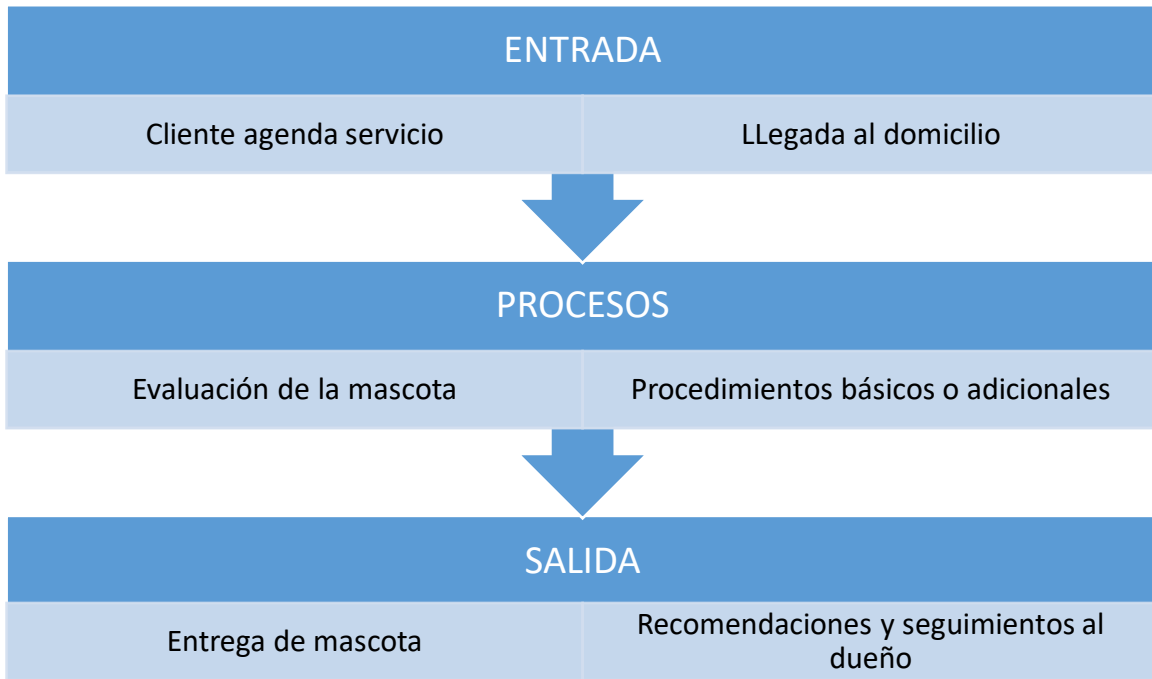 ENTRADA
Cliente agenda servicio
LLegada al domicilio
PROCESOS
Evaluación de la mascota
Procedimientos básicos o adicionales
SALIDA
Entrega de mascota
Recomendaciones y seguimientos al
dueño